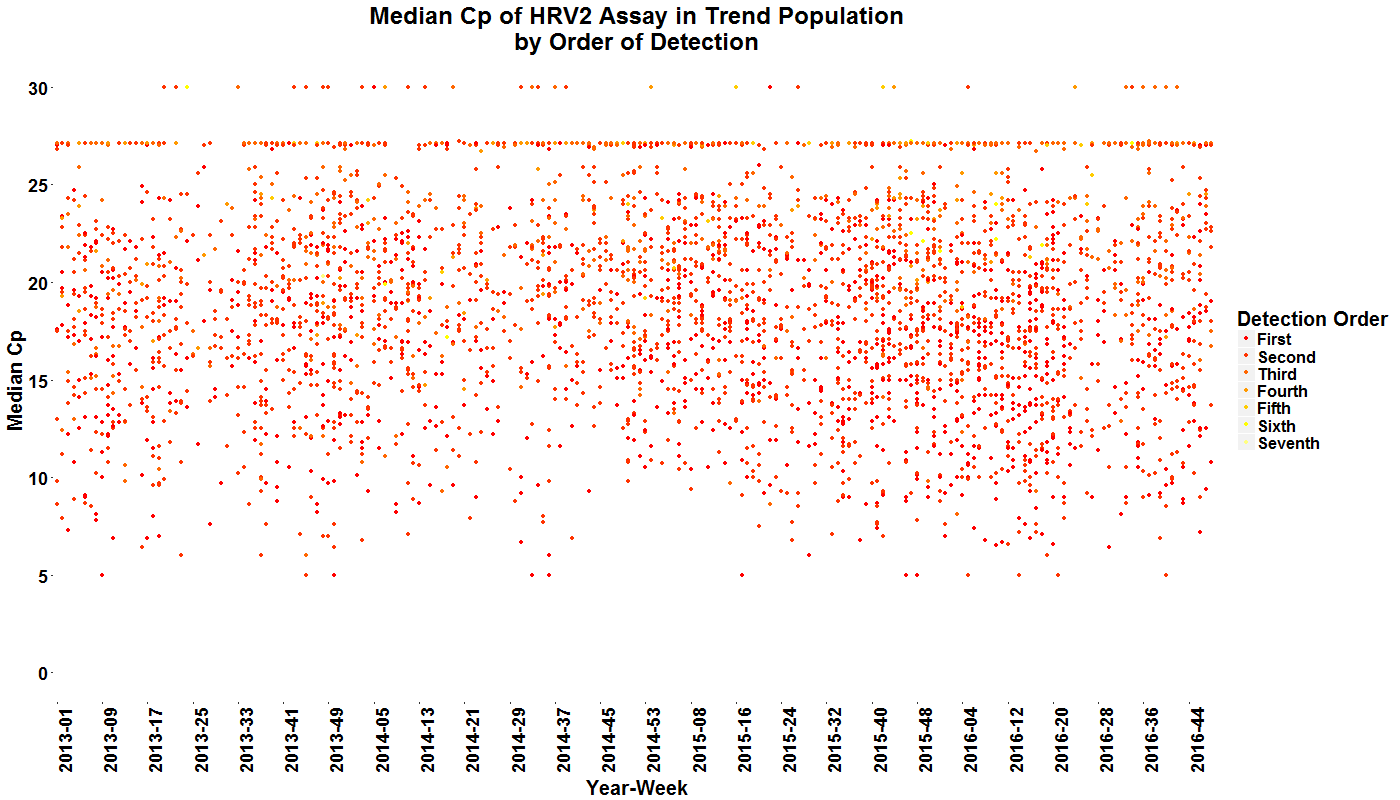 Median Cp of HRV2 Assay in Trend Population
by Order of Detection
Median Cp
30
25
20
15
10
5
0
2013-01
2013-09
2013-17
2013-25
2013-33
2013-41
2013-49
2014-05
2014-13
2014-21
2014-29
2014-37
2014-45
2014-53
2015-08
2015-16
2015-24
2015-32
2015-40
2015-48
2016-04
2016-12
2016-20
2016-28
2016-36
2016-44
Year-Week
Detection Order
First
Second
Third
Fourth
Fifth
Sixth
Seventh